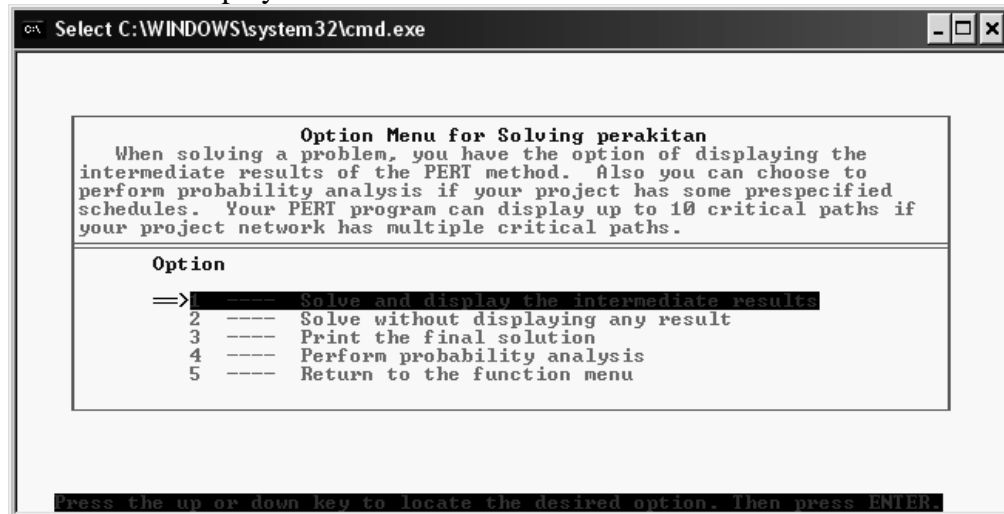 Select C:\WINDOWS\system32\cmd.exe
Option Menu for Solving perakitan
When solving a problem, you have the option of displaying the
intermediate results of the PERT method.  Also you can choose to
perform probability analysis if your project has some prespecified
schedules.  Your PERT program can display up to 10 critical paths if
your project network has multiple critical paths.
Option
==>1 ---- Solve and display the intermediate results
2 ---- Solve without displaying any result
3 ---- Print the final solution
4 ---- Perform probability analysis
5 ---- Return to the function menu
Press the up or down key to locate the desired option. Then press ENTER.